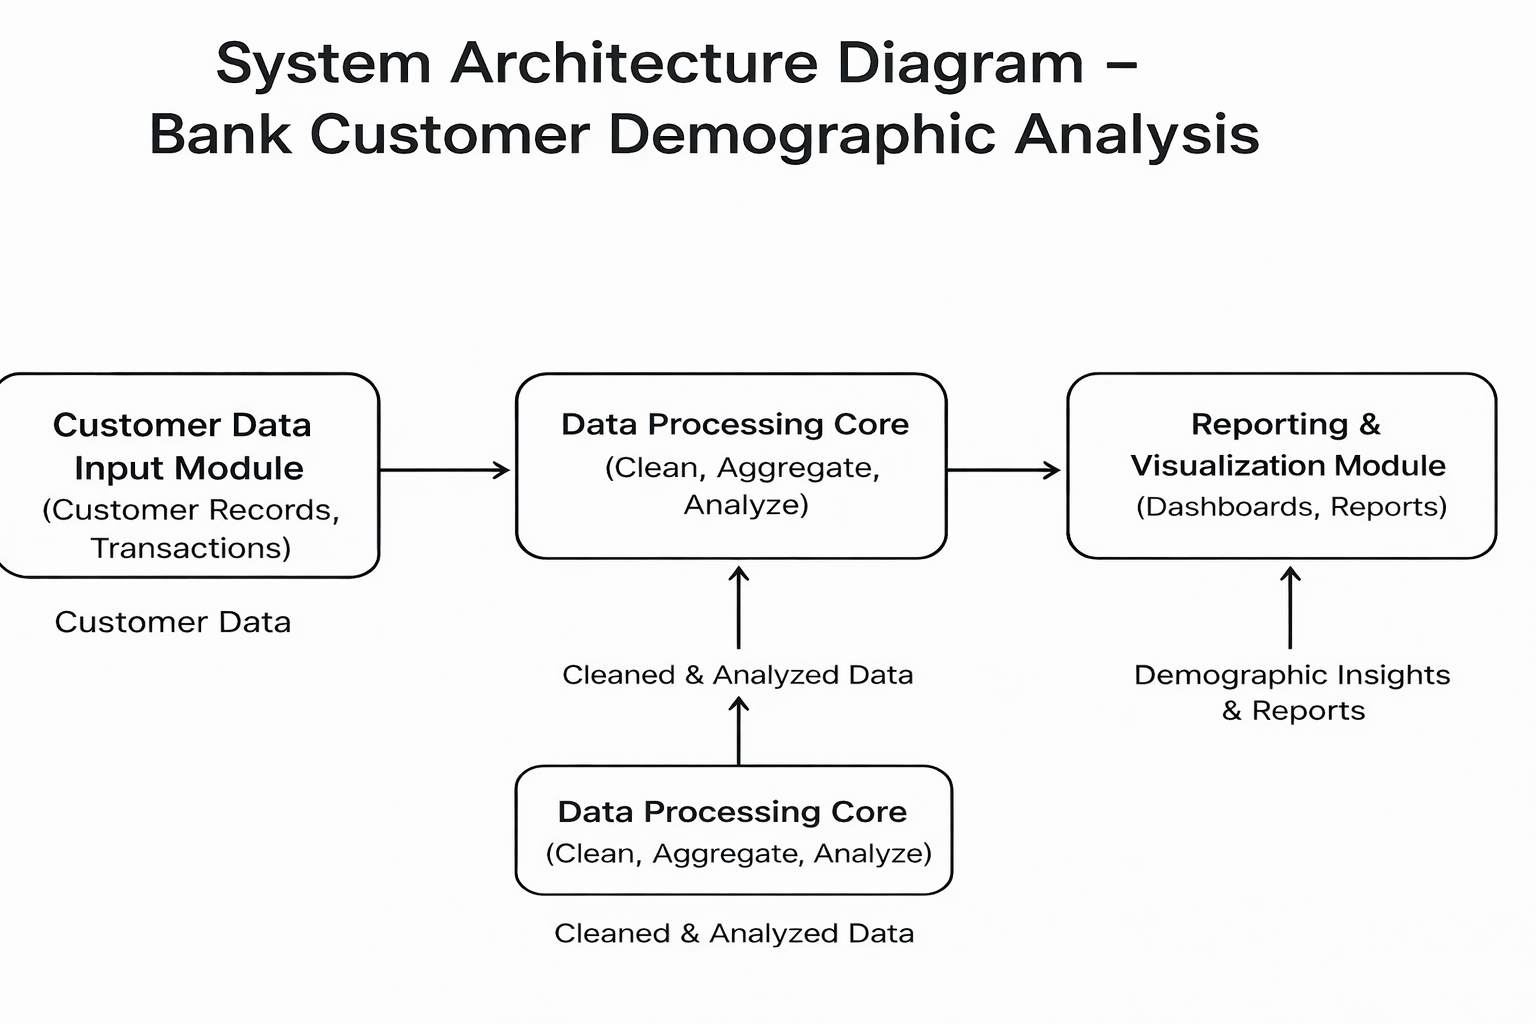 System Architecture Diagram –
Bank Customer Demographic Analysis
Customer Data
Input Module
(Customer Records,
Transactions)
Customer Data
Data Processing Core
(Clean, Aggregate,
Analyze)
Cleaned & Analyzed Data
Data Processing Core
(Clean, Aggregate, Analyze)
Cleaned & Analyzed Data
Reporting &
Visualization Module
(Dashboards, Reports)
Demographic Insights
& Reports